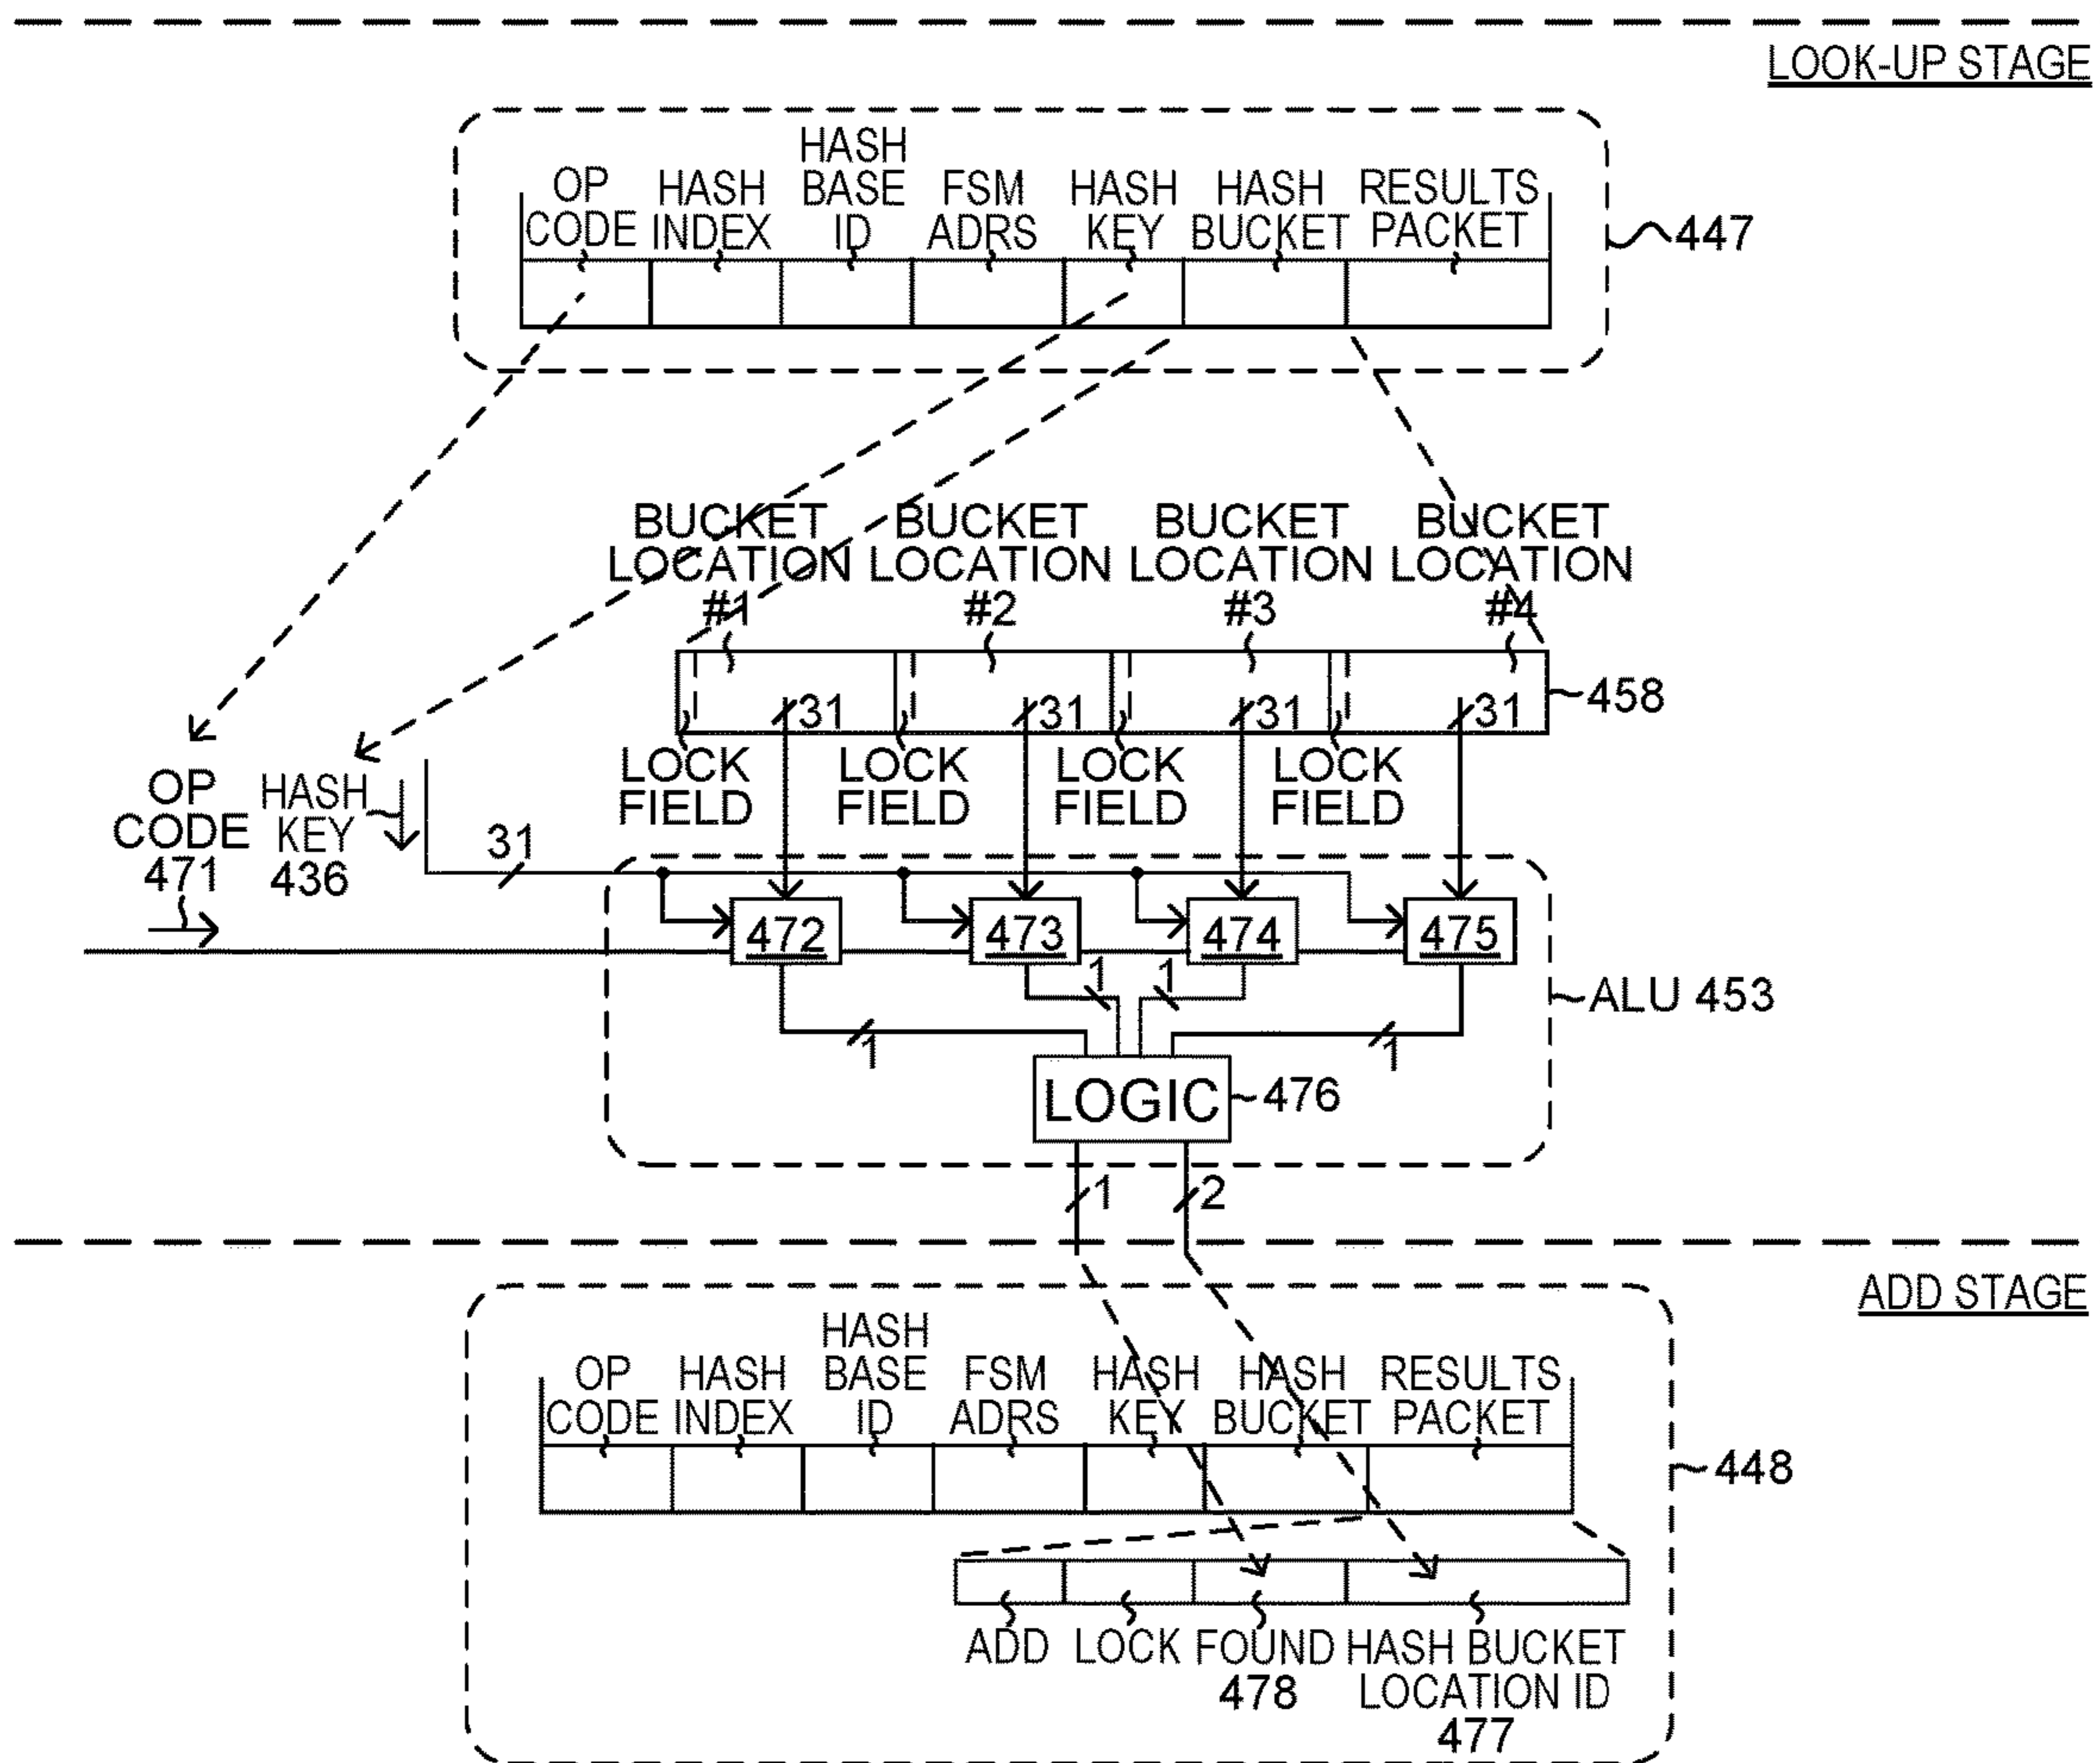 LOOK-UP STAGE
HASH
OP HASH BASE FSM HASH HASH RESULTS
CODE INDEX ID ADRS KEY BUCKET PACKET
447
BUCKET BUCKET BUCKET BUCKET
LOCATION LOCATION LOCATION LOCATION
#1 #2 #3 #4
458
31 31 31 31
LOCK LOCK LOCK LOCK
FIELD FIELD FIELD FIELD
OP HASH
CODE KEY
471 436
31
472 473 474 475
1 1
ALU 453
1 1
LOGIC 476
1 2
ADD STAGE
HASH
OP HASH BASE FSM HASH HASH RESULTS
CODE INDEX ID ADRS KEY BUCKET PACKET
448
ADD LOCK FOUND HASH BUCKET
478 LOCATION ID
477